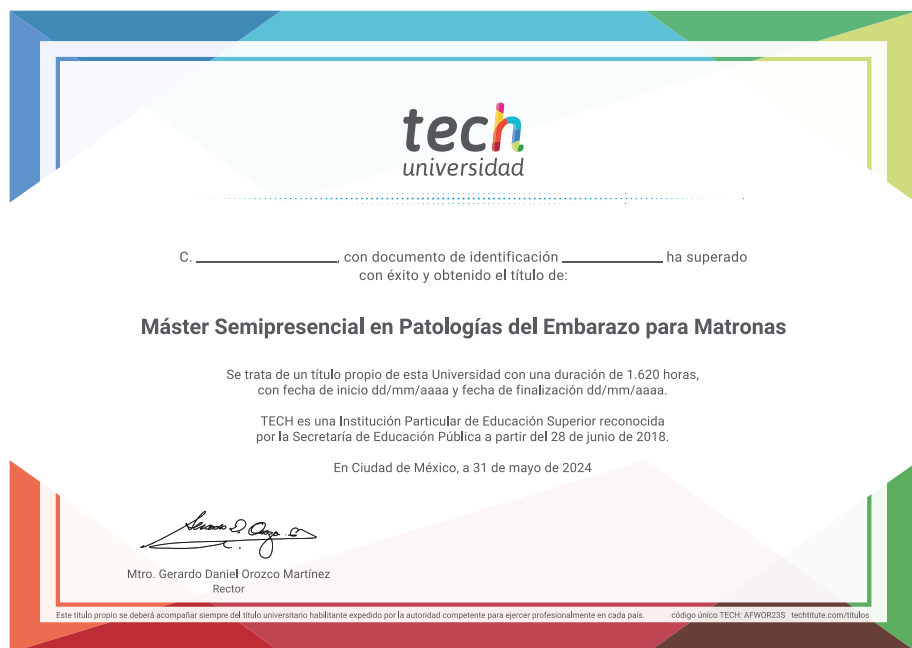 tech
universidad
C. ____________, con documento de identificación ____________ ha superado
con éxito y obtenido el título de:
Máster Semipresencial en Patologías del Embarazo para Matronas
Se trata de un título propio de esta Universidad con una duración de 1.620 horas,
con fecha de inicio dd/mm/aaaa y fecha de finalización dd/mm/aaaa.
TECH es una Institución Particular de Educación Superior reconocida
por la Secretaría de Educación Pública a partir del 28 de junio de 2018.
En Ciudad de México, a 31 de mayo de 2024
Mtro. Gerardo Daniel Orozco Martínez
Rector
Este título propio se deberá acompañar siempre del título universitario habilitante expedido por la autoridad competente para ejercer profesionalmente en cada país. código único TECH: AFWOR23S techtitute.com/titulos